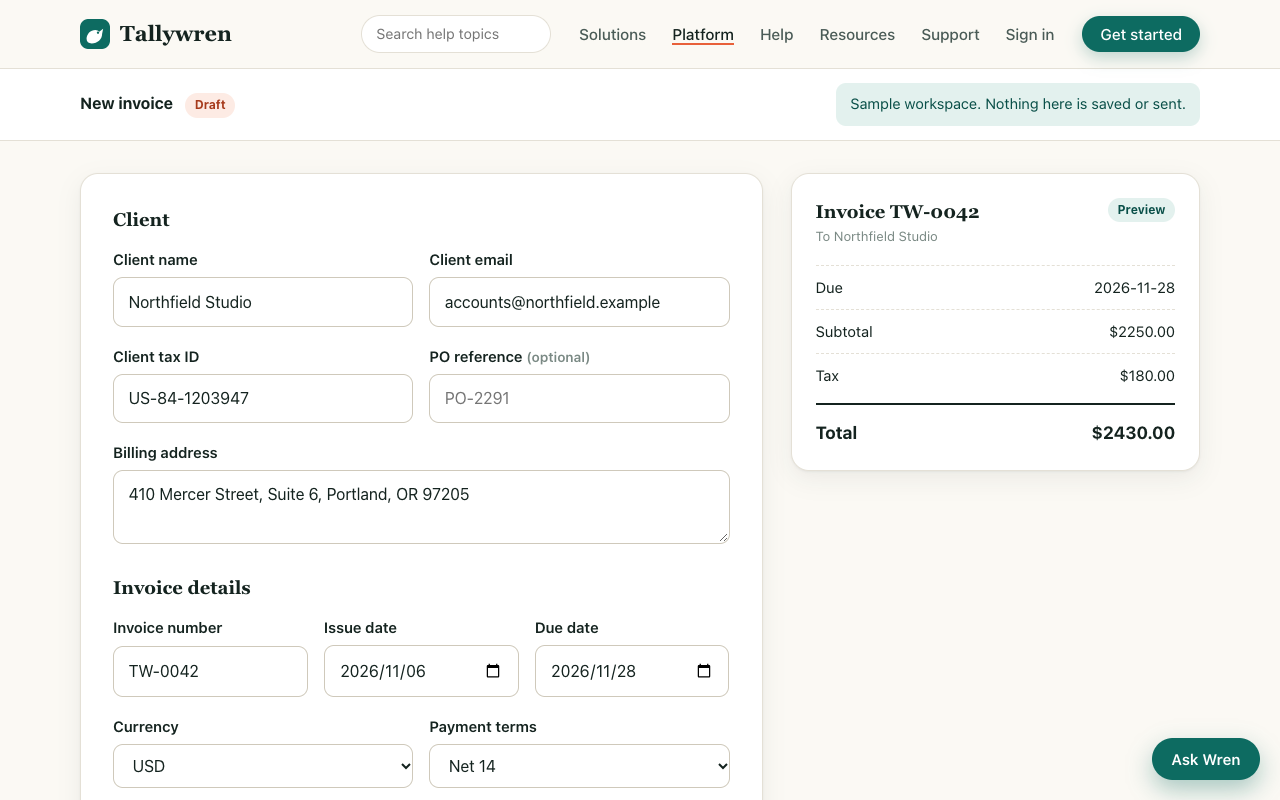 Tallywren
Search help topics
Solutions
Platform
Help
Resources
Support
Sign in
Get started
New invoice
Draft
Sample workspace. Nothing here is saved or sent.
Client
Client name
Client email
Northfield Studio
accounts@northfield.example
Client tax ID
PO reference (optional)
US-84-1203947
PO-2291
Billing address
410 Mercer Street, Suite 6, Portland, OR 97205
Invoice details
Invoice number
Issue date
Due date
TW-0042
2026/11/06
2026/11/28
Currency
Payment terms
USD
Net 14
Invoice TW-0042
Preview
To Northfield Studio
Due
2026-11-28
Subtotal
$2250.00
Tax
$180.00
Total
$2430.00
Ask Wren